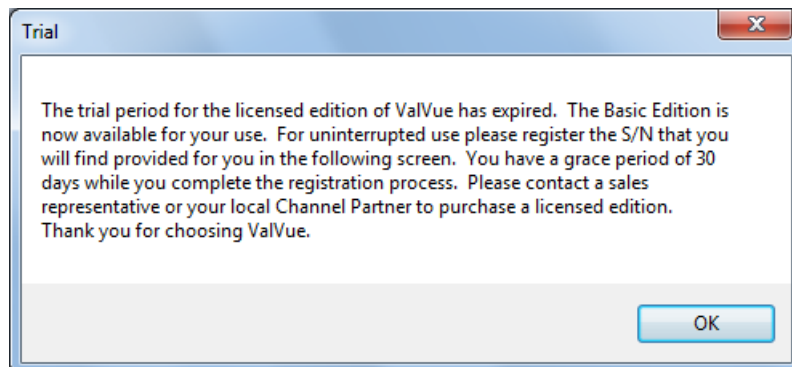 Trial
The trial period for the licensed edition of ValVue has expired.  The Basic Edition is
now available for your use.  For uninterrupted use please register the S/N that you
will find provided for you in the following screen.  You have a grace period of 30
days while you complete the registration process.  Please contact a sales
representative or your local Channel Partner to purchase a licensed edition.
Thank you for choosing ValVue.
OK